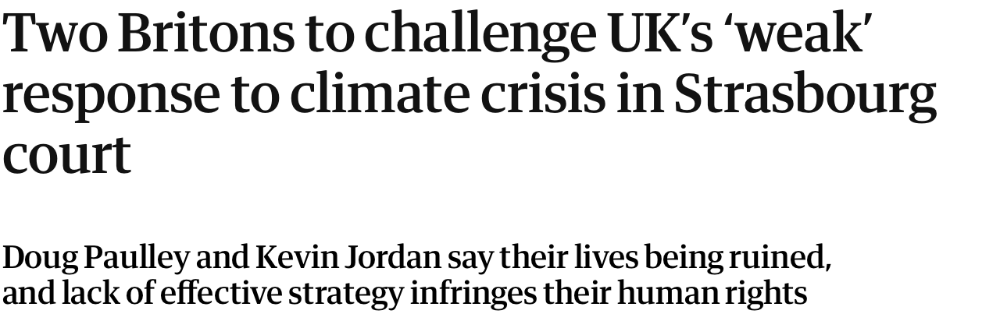 Two Britons to challenge UK’s ‘weak’
response to climate crisis in Strasbourg
court
Doug Paulley and Kevin Jordan say their lives being ruined,
and lack of effective strategy infringes their human rights